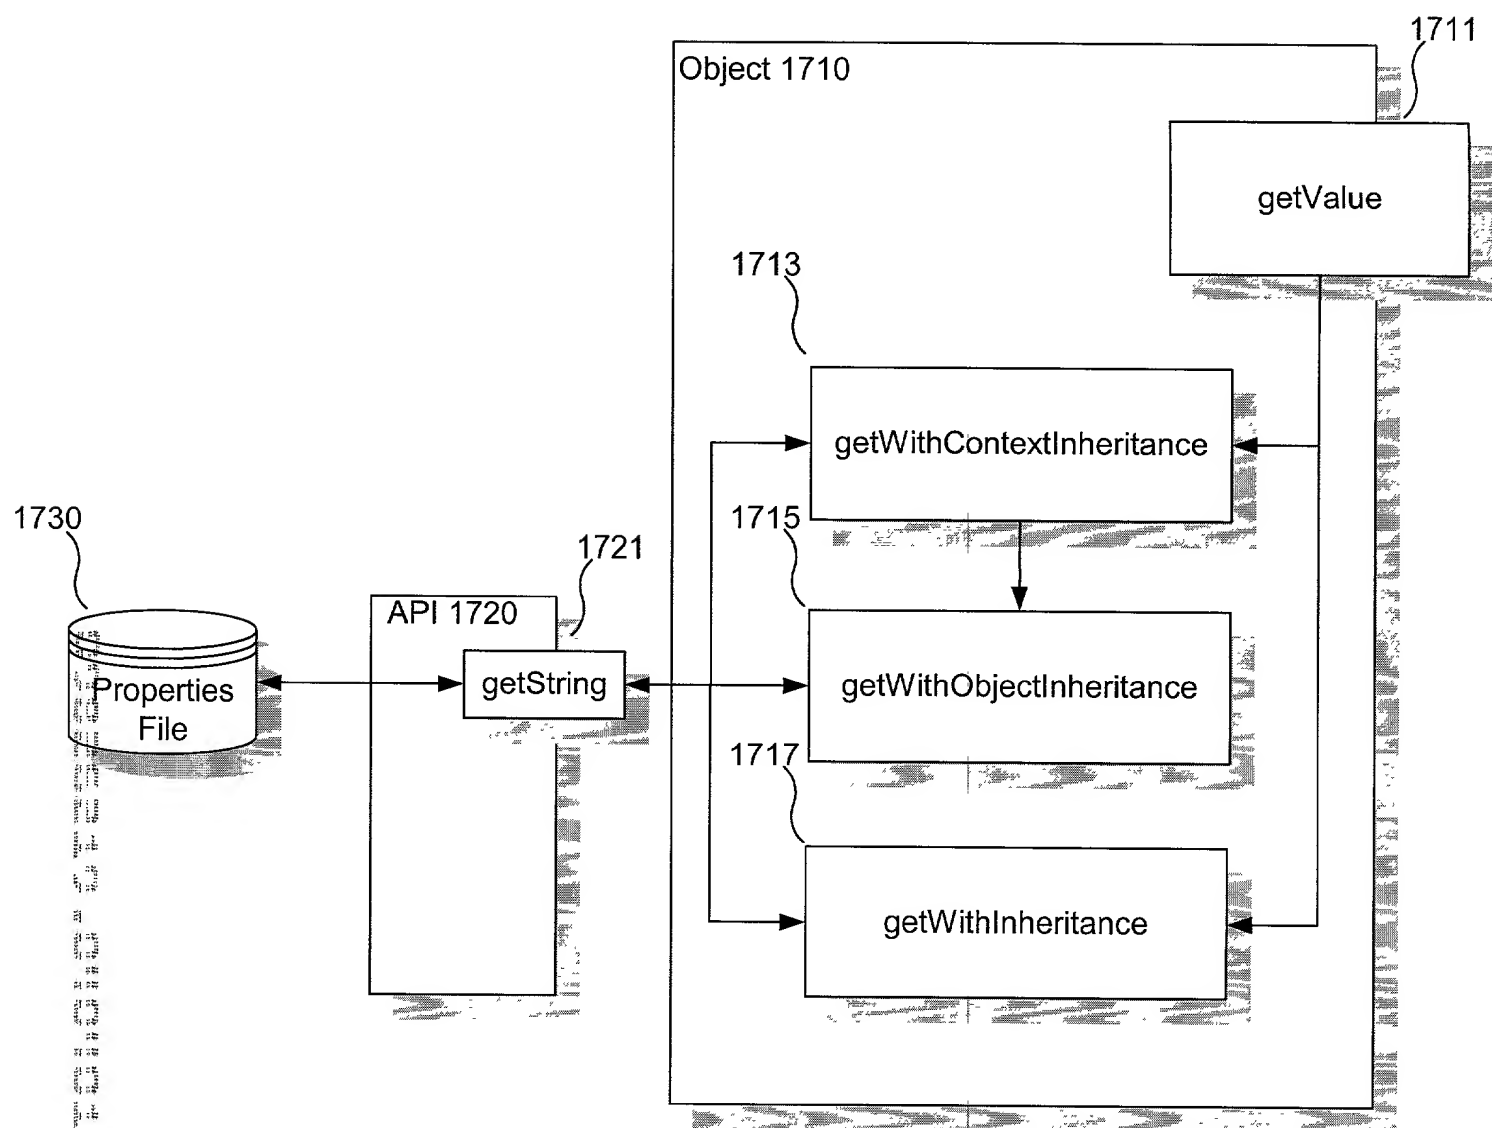 1711
Object 1710
getValue
1713
getWithContextInheritance
1730
1715
1721
API 1720
Properties
File
getString
getWithObjectInheritance
1717
getWithInheritance